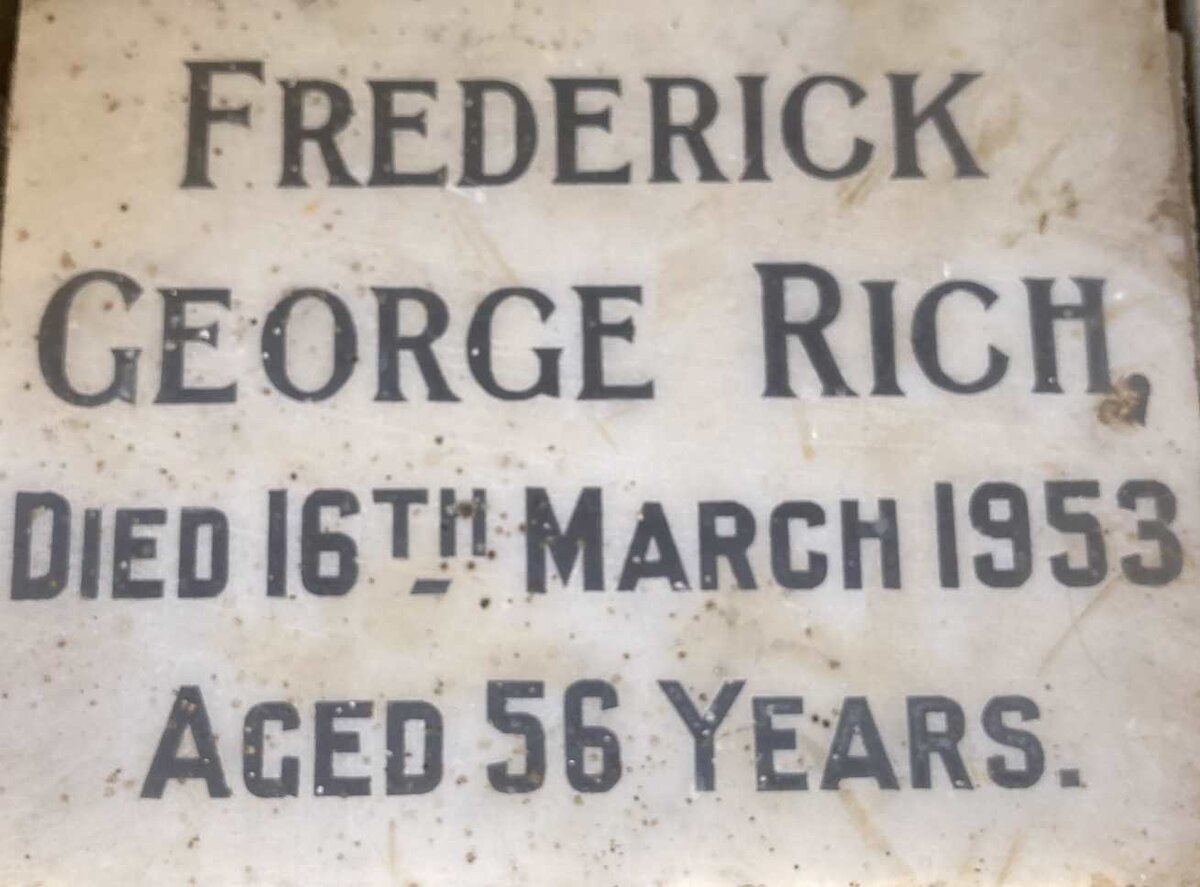 FREDERICK
GEORGE RICH,
DIED 16TH MARCH 1953
AGED 56 YEARS.